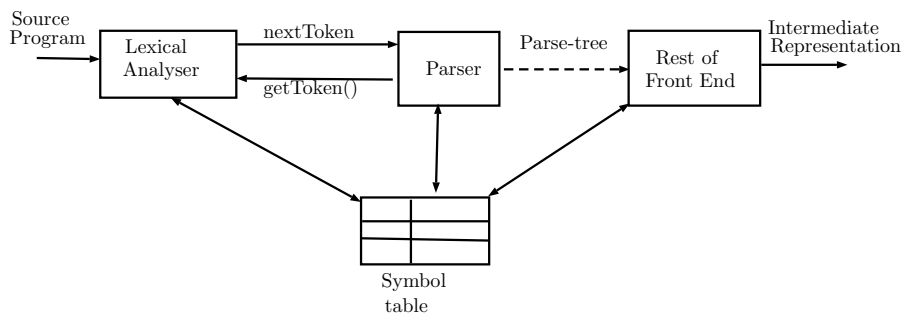 Source
Program
Lexical
Analyser
nextToken
getToken()
Parser
Parse-tree
Rest of
Front End
Intermediate
Representation
Symbol
table